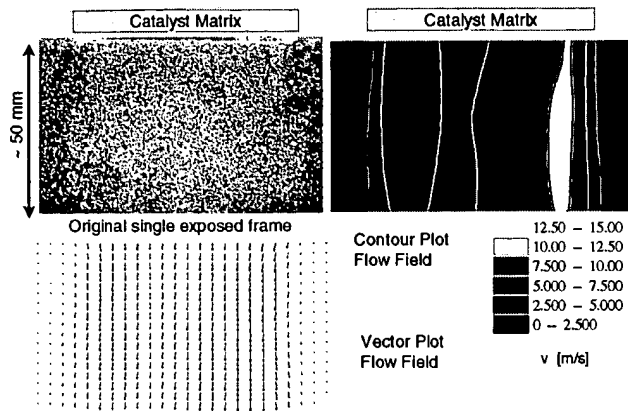 Catalyst Matrix
Catalyst Matrix
~ 50 mm
Original single exposed frame
Contour Plot
Flow Field
12.50 – 15.00
10.00 – 12.50
7.500 – 10.00
5.000 – 7.500
2.500 – 5.000
0 – 2.500
Vector Plot
Flow Field
v [m/s]